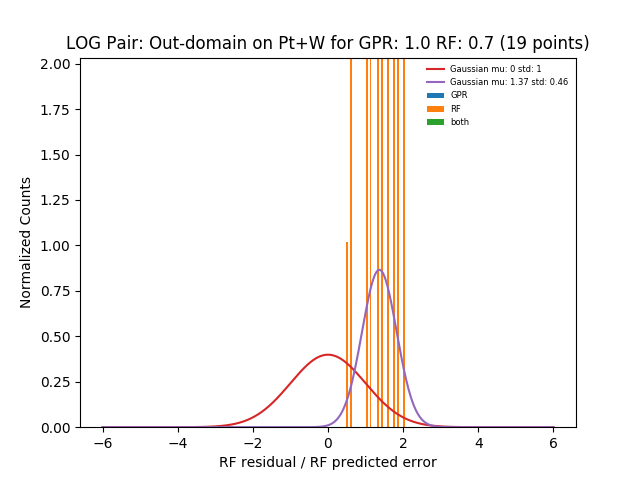 LOG Pair: Out-domain on Pt+W for GPR: 1.0 RF: 0.7 (19 points)
2.00
1.75
1.50
1.25
1.00
0.75
0.50
0.25
0.00
Normalized Counts
Gaussian mu: 0 std: 1
Gaussian mu: 1.37 std: 0.46
GPR
RF
both
−6
−4
−2
0
2
4
6
RF residual / RF predicted error